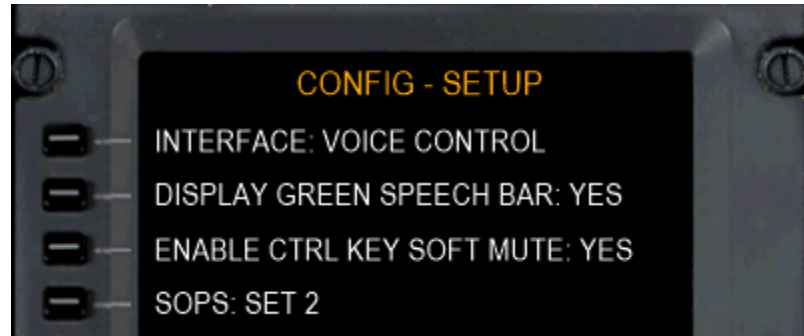 CONFIG - SETUP
INTERFACE: VOICE CONTROL
DISPLAY GREEN SPEECH BAR: YES
ENABLE CTRL KEY SOFT MUTE: YES
SOPS: SET 2